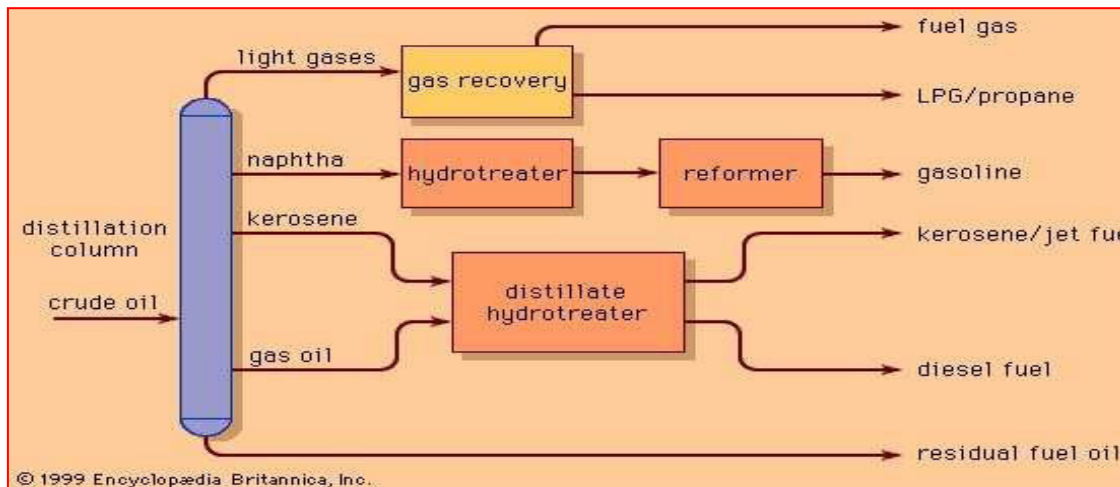 fuel gas
light gases
gas recovery
LPG/propane
naphtha
hydrotreater
reformer
gasoline
kerosene
kerosene/jet fue
distillation
column
distillate
hydrotreater
crude oil
gas oil
diesel fuel
residual fuel oil
© 1999 Encyclopædia Britannica, Inc.